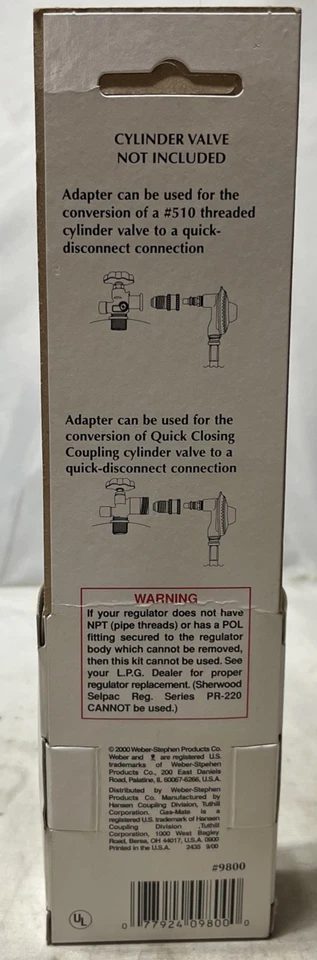 CYLINDER VALVE
NOT INCLUDED
Adapter can be used for the
conversion of a #510 threaded
cylinder valve to a quick-
disconnect connection
Adapter can be used for the
conversion of Quick Closing
Coupling cylinder valve to a
quick-disconnect connection
WARNING
If your regulator does not have
NPT (pipe threads) or has a POL
fitting secured to the regulator
body which cannot be removed,
then this kit cannot be used. See
your L.P.G. Dealer for proper
regulator replacement. (Sherwood
Selpac Reg. Series PR-220
CANNOT be used.)
© 2000 Weber-Stephen Products Co.
Weber and are registered U.S.
trademarks of Weber-Stpehen
Products Co., 200 East Daniels
Road, Palatine, IL 60067-6266, U.S.A.
Distributed by Weber-Stephen
Products Co. Manufactured by
Hansen Coupling Division, Tuthill
Corporation. Gas-Mate is a
registered U.S. trademark of Hansen
Coupling Division ,Tuthill
Corporation, 1000 West Bagley
Road, Berea, OH 44017, U.S.A. 0900
Printed in the U.S.A. 2435 9/00
#9800
UL
0 77924 09800 0